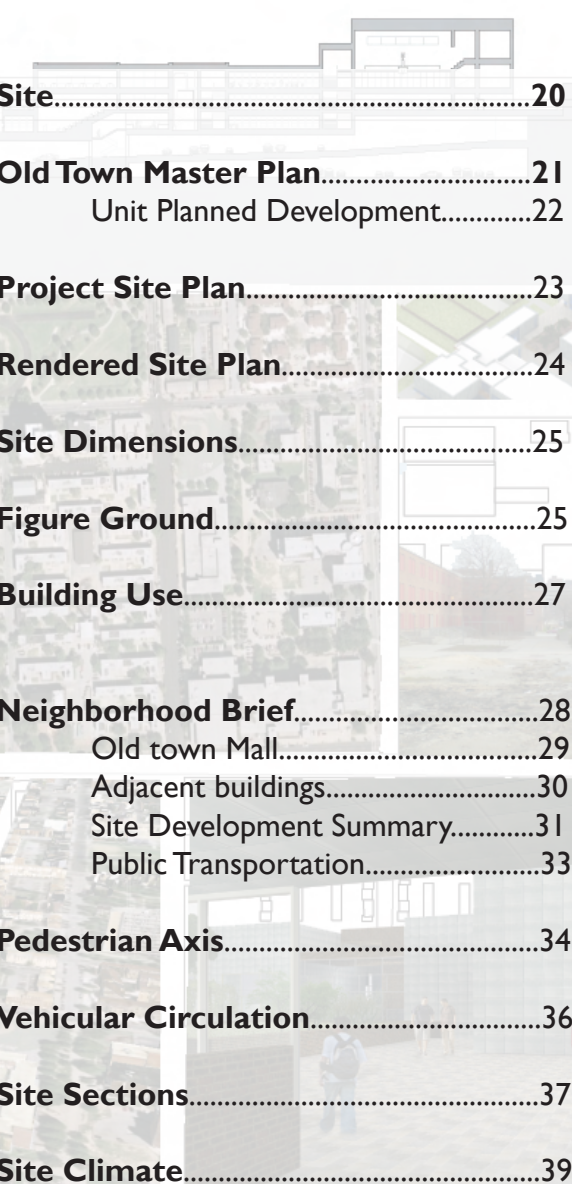 Site....................................................................20
Old Town Master Plan..............................21
Unit Planned Development.............22
Project Site Plan.........................................23
Rendered Site Plan....................................24
Site Dimensions..........................................25
Figure Ground..............................................25
Building Use..................................................27
Neighborhood Brief...................................28
Old town Mall.....................................29
Adjacent buildings..............................30
Site Development Summary............31
Public Transportation.........................33
Pedestrian Axis.............................................34
Vehicular Circulation.................................36
Site Sections..................................................37
Site Climate...................................................39